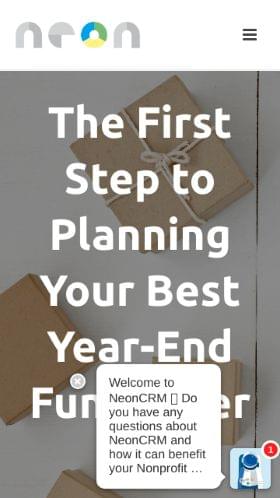 neon
The First
Step to
Planning
Your Best
Year-End
Fun er
Welcome to
NeonCRM ▯ Do
you have any
questions about
NeonCRM and
how it can benefit
your Nonprofit ...
1